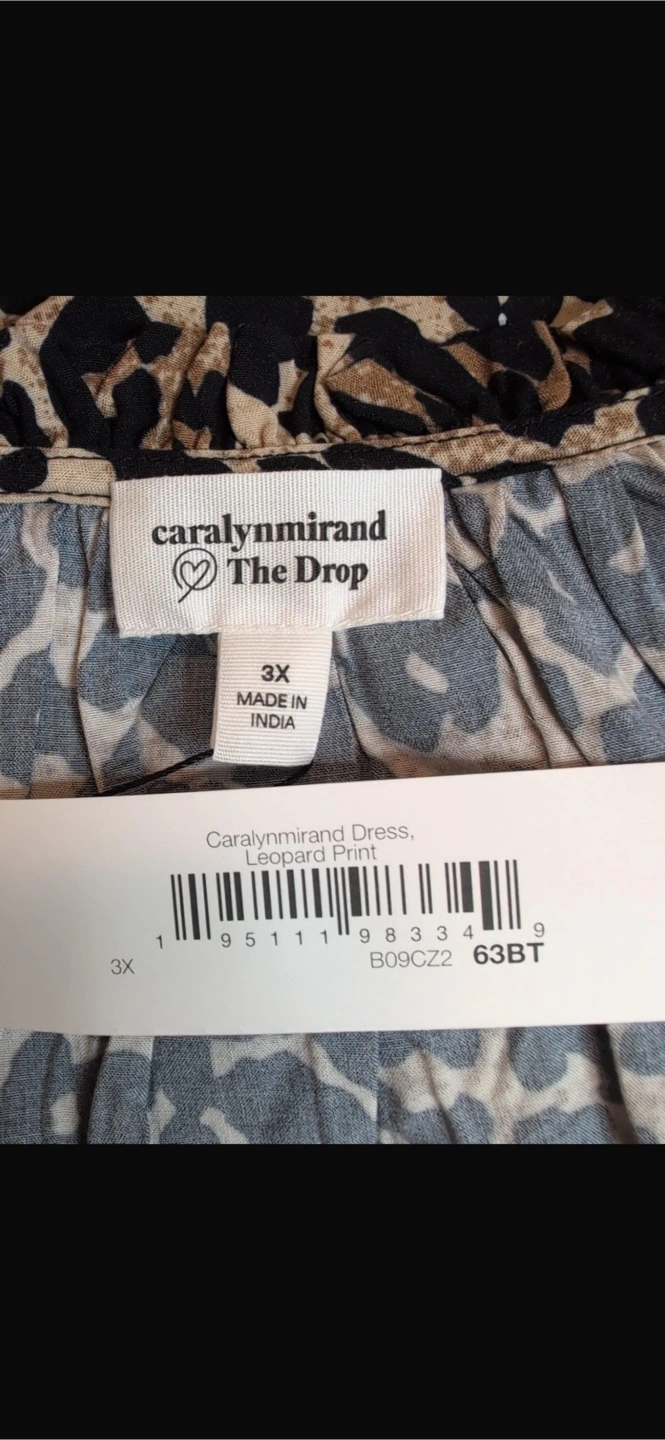 caralynmirand
The Drop
3X
MADE IN
INDIA
Caralynmirand Dress,
Leopard Print
1 95111 98334 9
3X B09CZ2 63BT